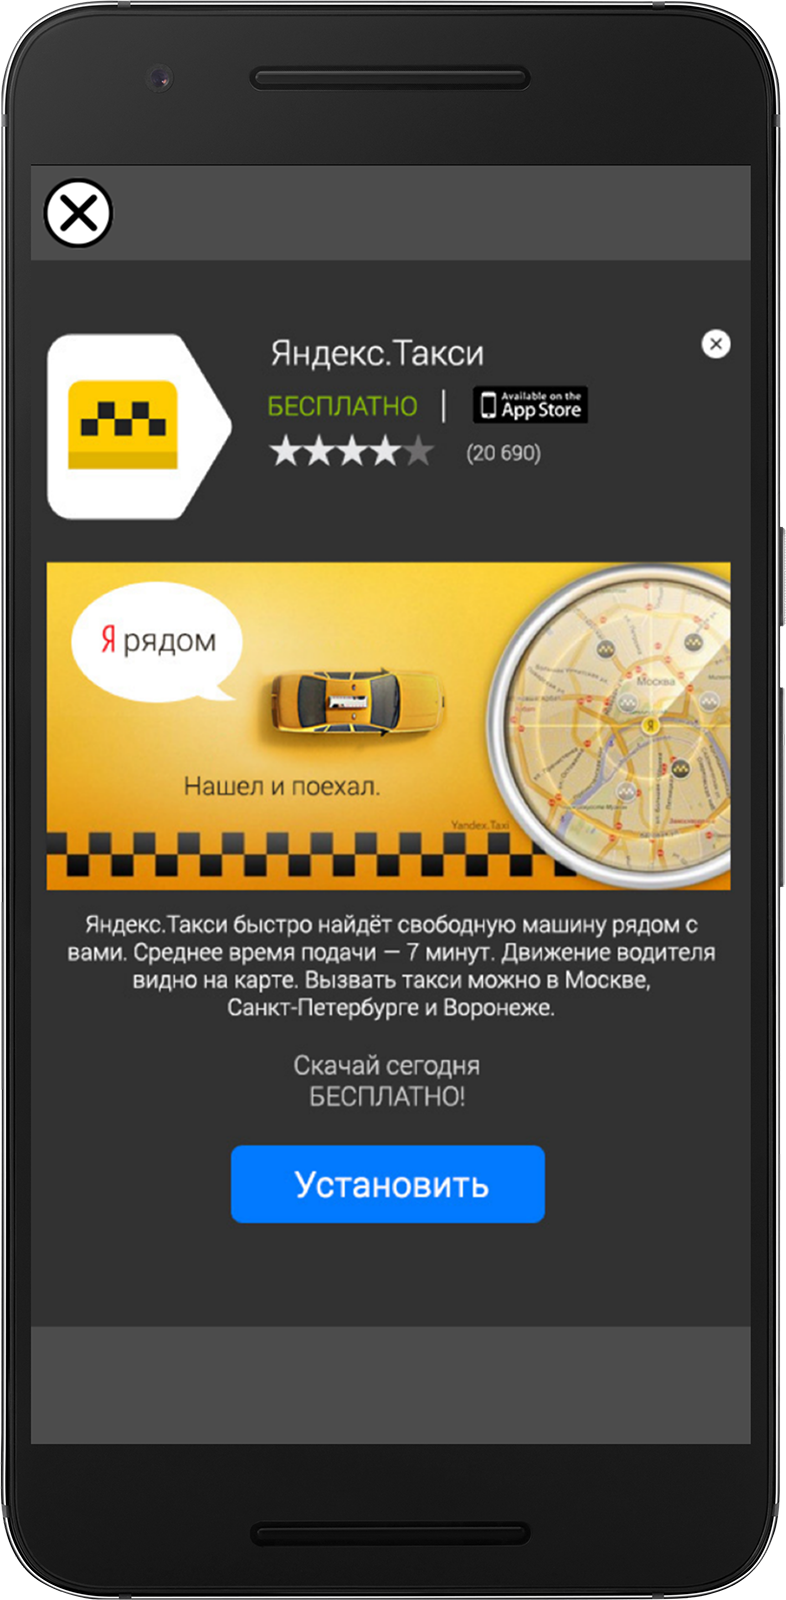 Яндекс.Такси
БЕСПЛАТНО | Available on the App Store
(20 690)
Я рядом
Москва
Я
Нашел и поехал.
Yandex.Taxi
Яндекс.Такси быстро найдёт свободную машину рядом с
вами. Среднее время подачи — 7 минут. Движение водителя
видно на карте. Вызвать такси можно в Москве,
Санкт-Петербурге и Воронеже.
Скачай сегодня
БЕСПЛАТНО!
Установить